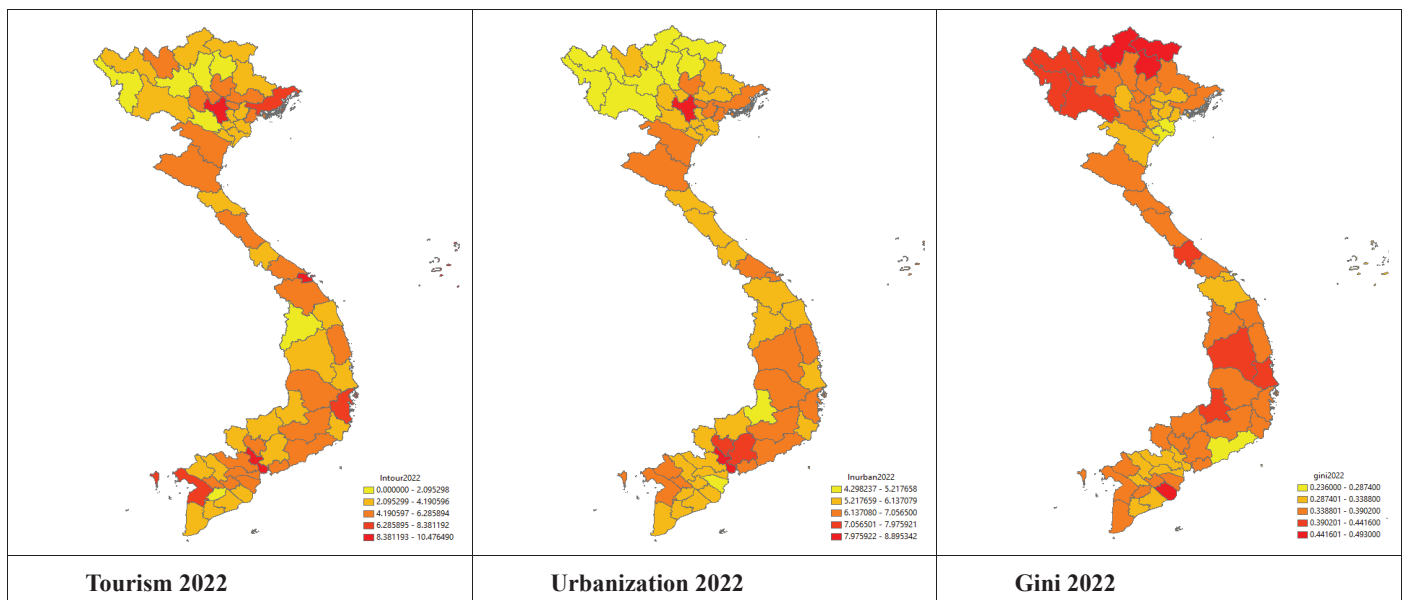 lntour2022
0.000000 - 2.095298
2.095299 - 4.190596
4.190597 - 6.285894
6.285895 - 8.381192
8.381193 - 10.476490
lnurban2022
4.298237 - 5.217658
5.217659 - 6.137079
6.137080 - 7.056500
7.056501 - 7.975921
7.975922 - 8.895342
gini2022
0.236000 - 0.287400
0.287401 - 0.338800
0.338801 - 0.390200
0.390201 - 0.441600
0.441601 - 0.493000
Tourism 2022
Urbanization 2022
Gini 2022